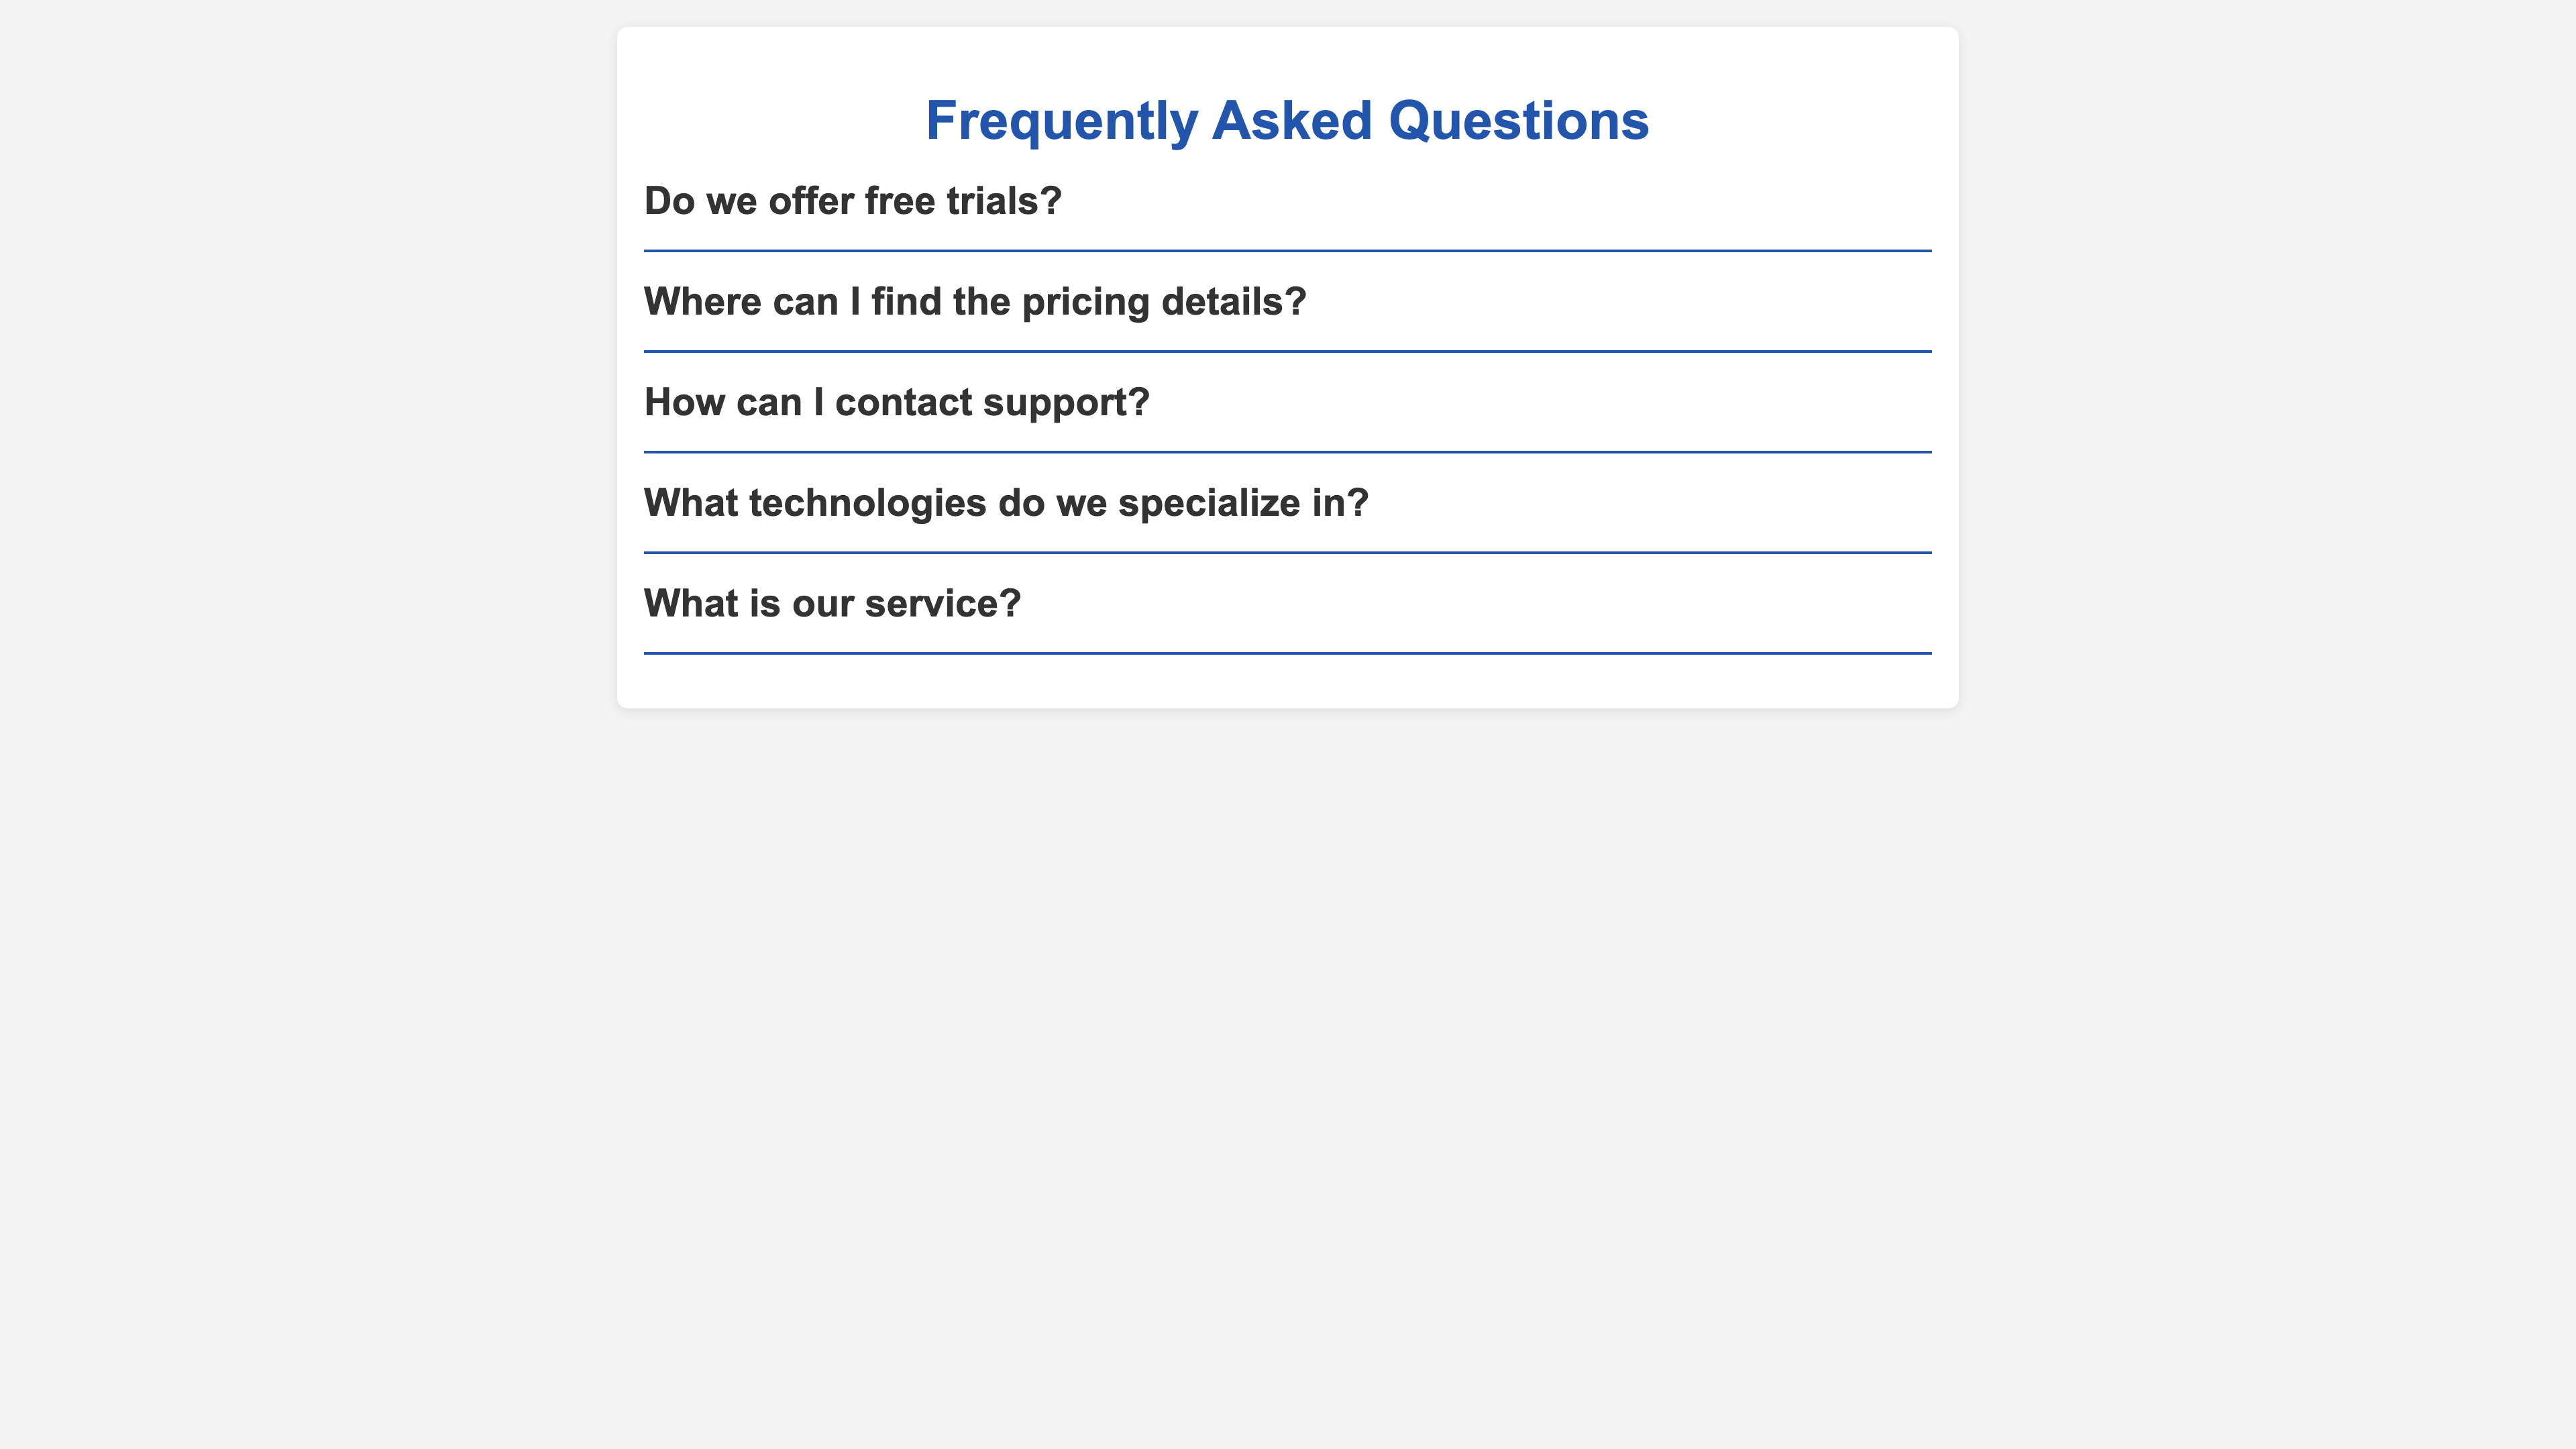 Frequently Asked Questions
Do we offer free trials?
Where can I find the pricing details?
How can I contact support?
What technologies do we specialize in?
What is our service?